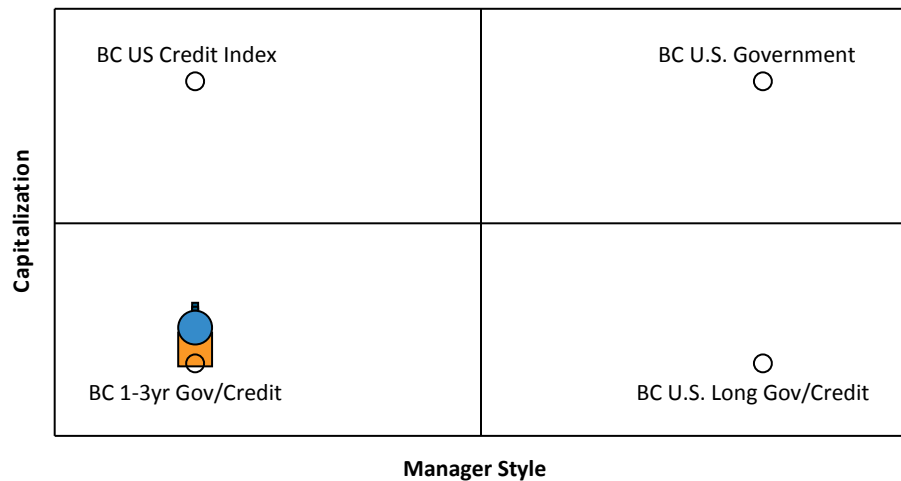 BC US Credit Index
BC U.S. Government
Capitalization
BC 1-3yr Gov/Credit
BC U.S. Long Gov/Credit
Manager Style